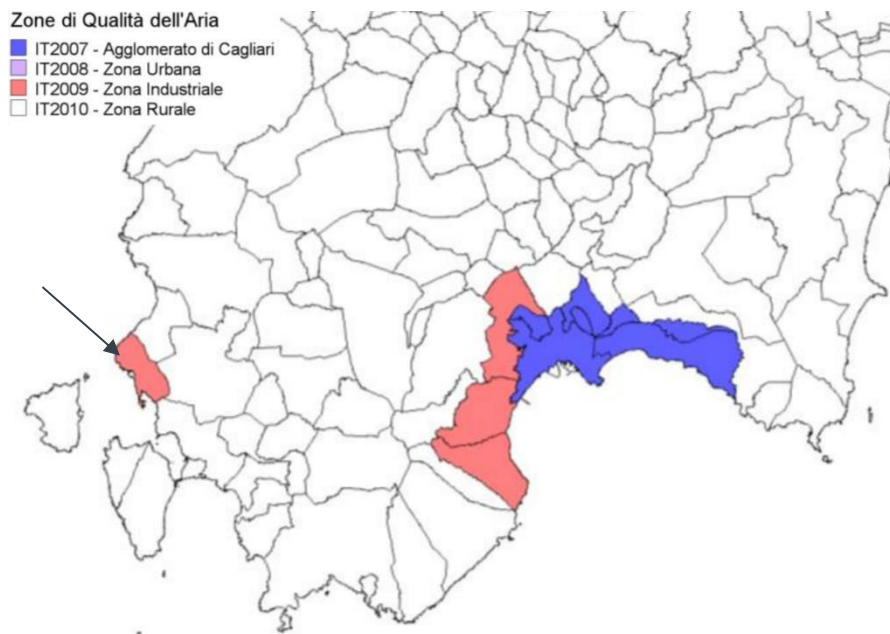 Zone di Qualità dell'Aria
IT2007 - Agglomerato di Cagliari
IT2008 - Zona Urbana
IT2009 - Zona Industriale
IT2010 - Zona Rurale